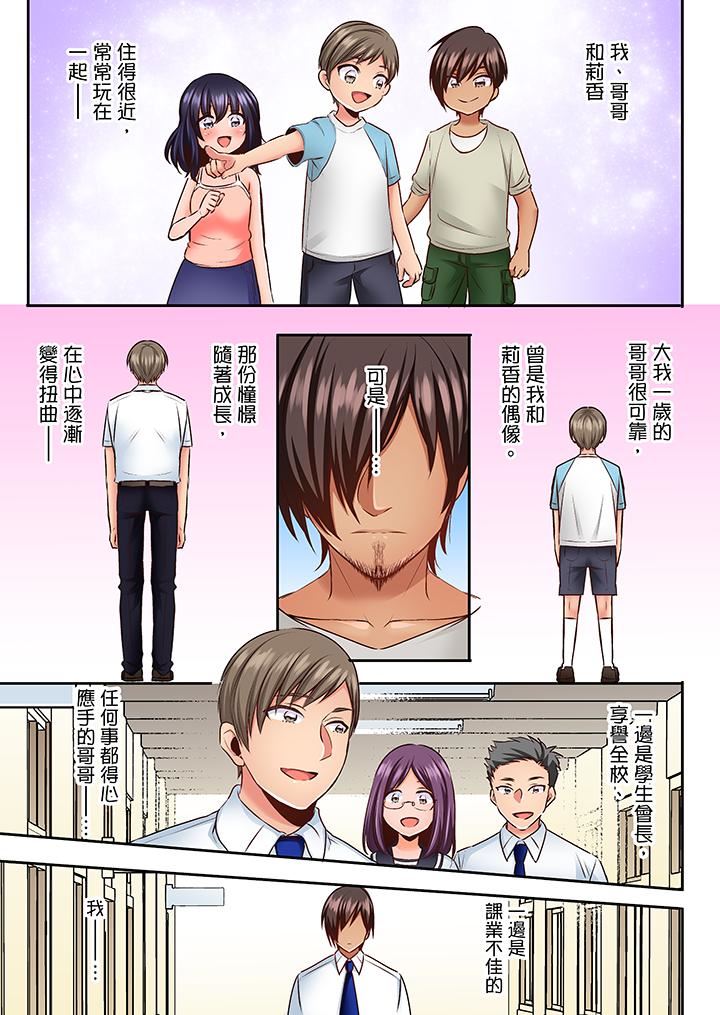 我、哥哥
和莉香
住得很近，
常常玩在
一起——
大我一歲的
哥哥很可靠，
曾是我和
莉香的偶像。
可是——……
那份憧憬
隨著成長，
在心中逐漸
變得扭曲——
一邊是學生會長，
享譽全校、
任何事都得心
應手的哥哥——……
一邊是
課業不佳的
我——……